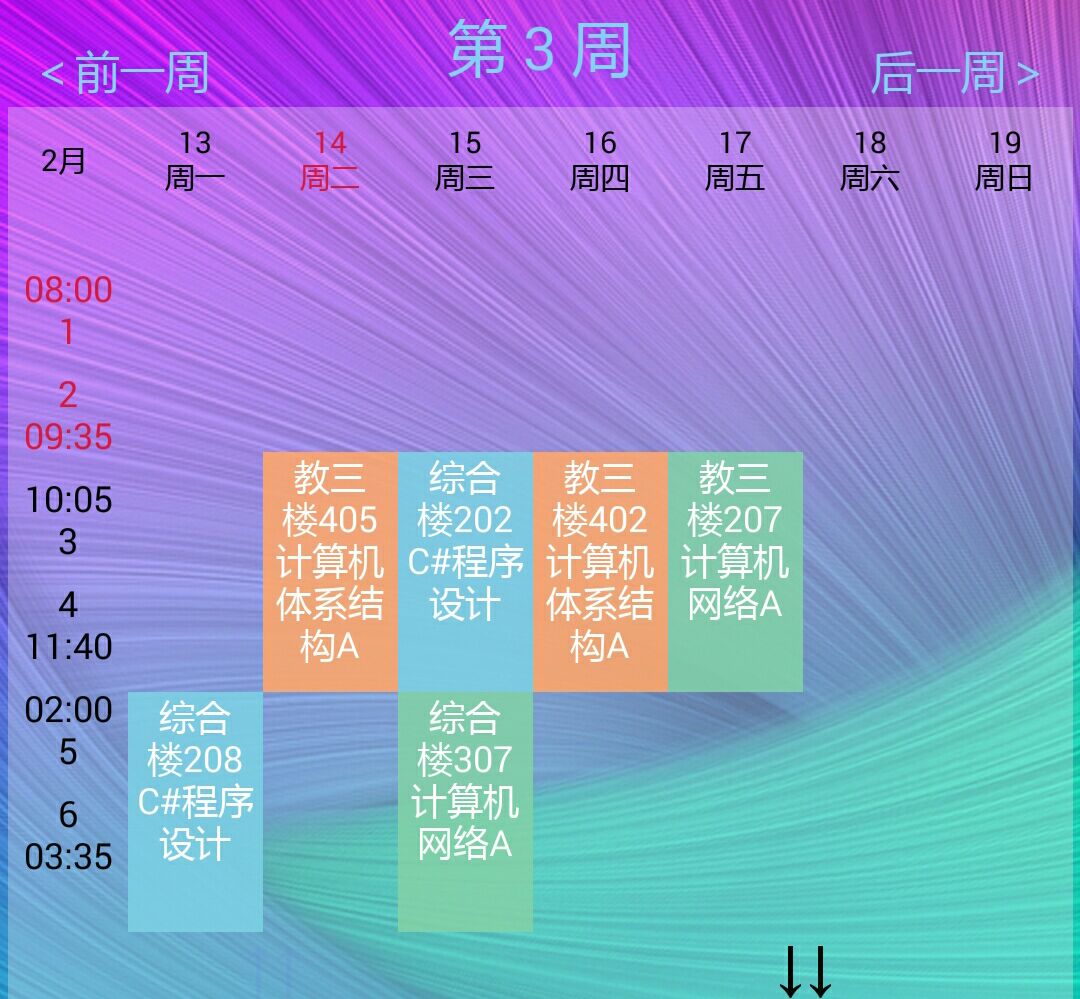 第 3 周
< 前一周
后一周 >
2月
13
周一
14
周二
15
周三
16
周四
17
周五
18
周六
19
周日
08:00
1
2
09:35
10:05
3
4
11:40
教三
楼405
计算机
体系结
构A
综合
楼202
C#程序
设计
教三
楼402
计算机
体系结
构A
教三
楼207
计算机
网络A
02:00
5
6
03:35
综合
楼208
C#程序
设计
综合
楼307
计算机
网络A
↓↓